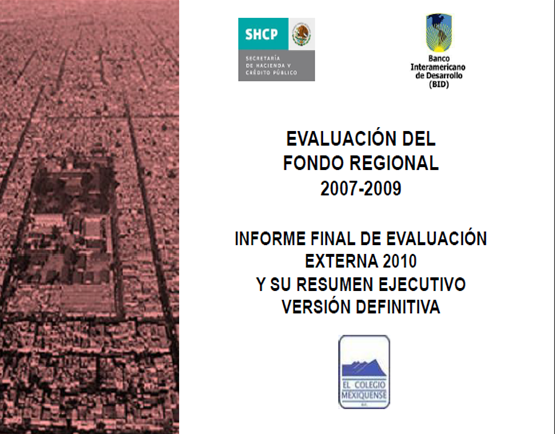 SHCP
SECRETARÍA
DE HACIENDA Y
CRÉDITO PÚBLICO
Banco
Interamericano
de Desarrollo
(BID)
EVALUACIÓN DEL
FONDO REGIONAL
2007-2009
INFORME FINAL DE EVALUACIÓN
EXTERNA 2010
Y SU RESUMEN EJECUTIVO
VERSIÓN DEFINITIVA
EL COLEGIO
MEXIQUENSE